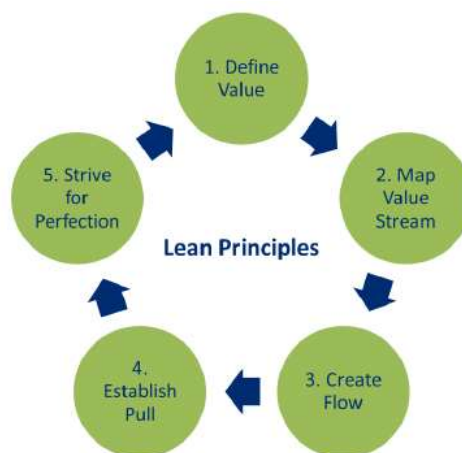 1. Define
Value
2. Map
Value
Stream
3. Create
Flow
4.
Establish
Pull
5. Strive
for
Perfection
Lean Principles